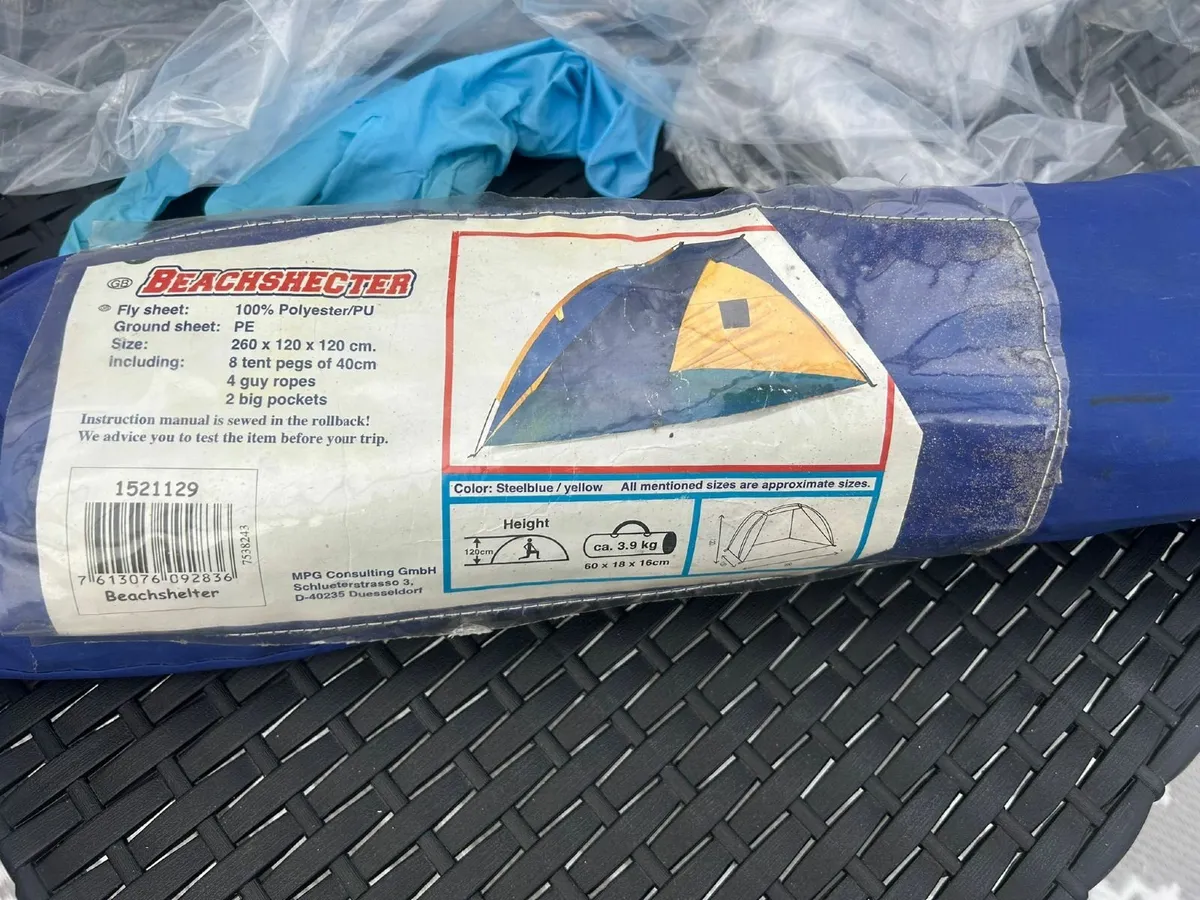 GB BEACHSHECTER
GB Fly sheet: 100% Polyester/PU
Ground sheet: PE
Size: 260 x 120 x 120 cm.
including: 8 tent pegs of 40cm
4 guy ropes
2 big pockets
Instruction manual is sewed in the rollback!
We advice you to test the item before your trip.
1521129
7538243
7 613076 092836
Beachshelter
MPG Consulting GmbH
Schlueterstrasso 3,
D-40235 Duesseldorf
Color: Steelblue / yellow All mentioned sizes are approximate sizes.
Height
120cm
ca. 3.9 kg
60 x 18 x 16cm